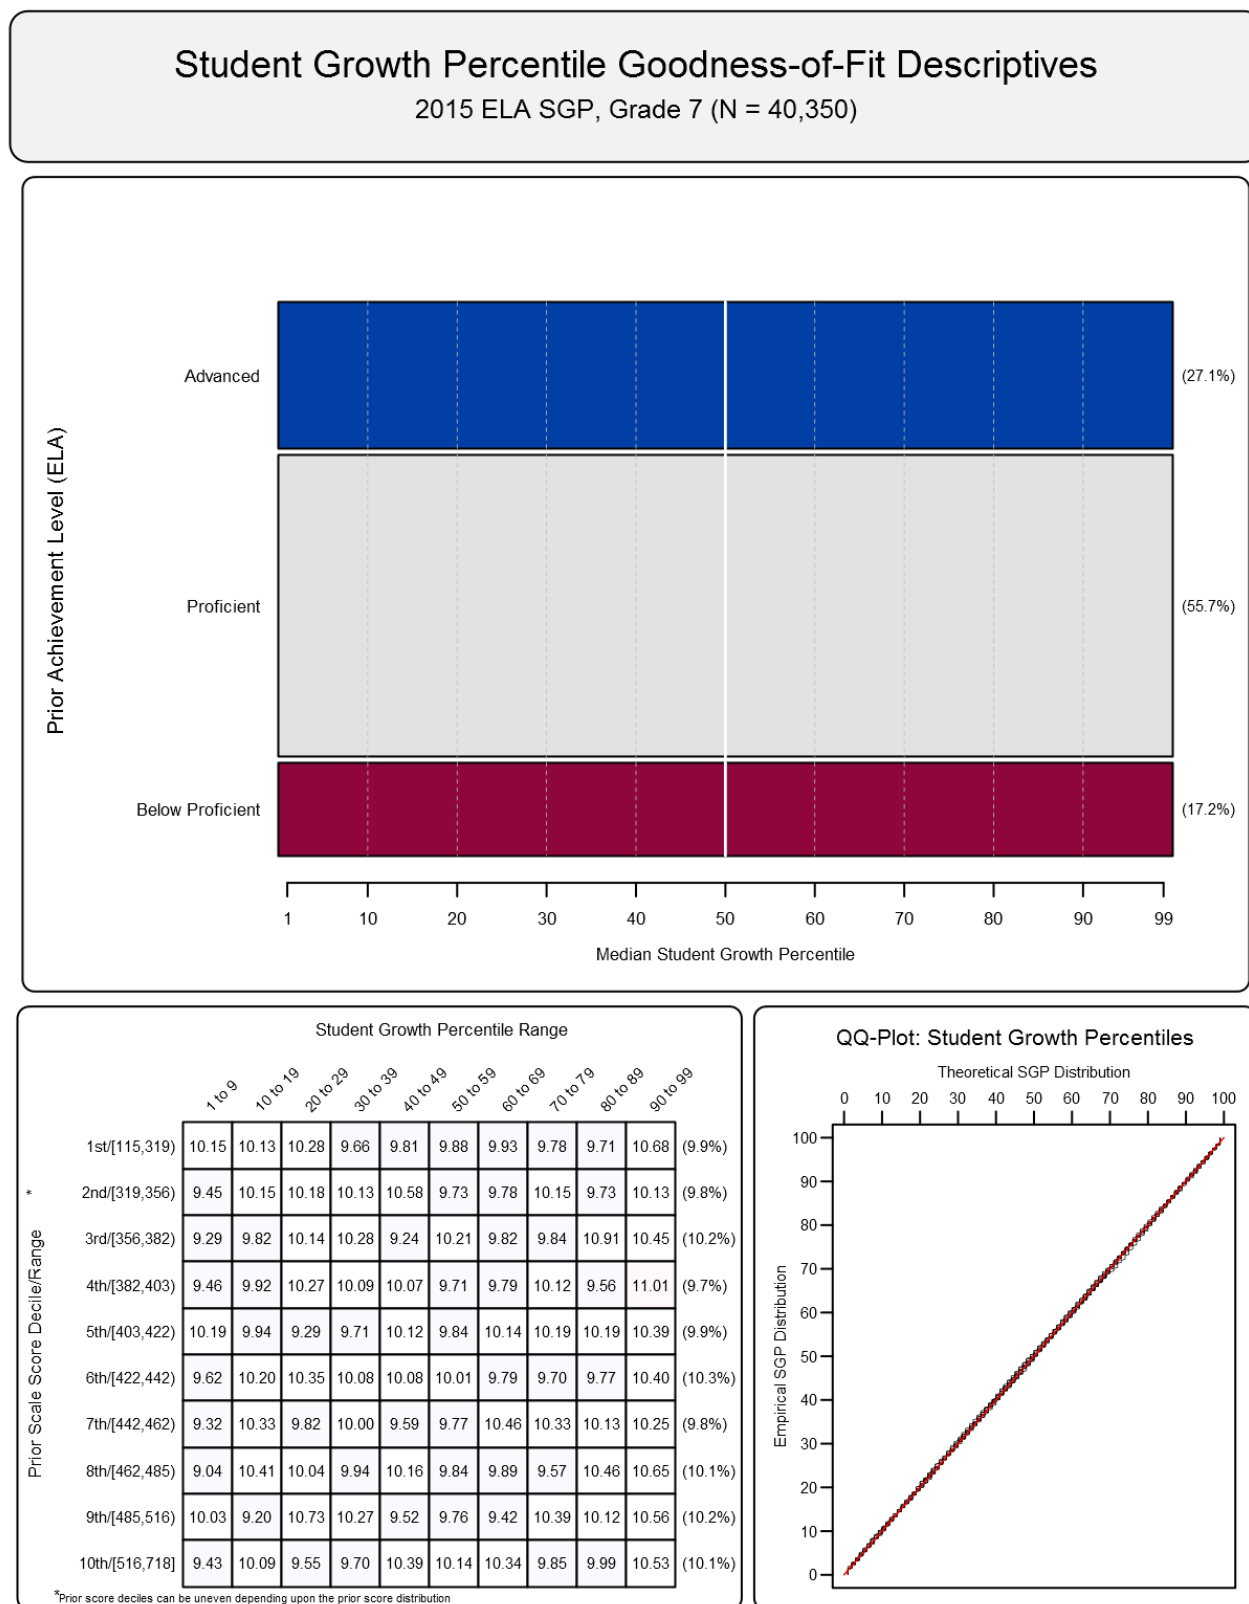 Student Growth Percentile Goodness-of-Fit Descriptives
2015 ELA SGP, Grade 7 (N = 40,350)
Prior Achievement Level (ELA)
Advanced (27.1%)
Proficient (55.7%)
Below Proficient (17.2%)
1 10 20 30 40 50 60 70 80 90 99
Median Student Growth Percentile
Student Growth Percentile Range
1 to 9 10 to 19 20 to 29 30 to 39 40 to 49 50 to 59 60 to 69 70 to 79 80 to 89 90 to 99
* Prior Scale Score Decile/Range
1st/[115,319) 10.15 10.13 10.28 9.66 9.81 9.88 9.93 9.78 9.71 10.68 (9.9%)
2nd/[319,356) 9.45 10.15 10.18 10.13 10.58 9.73 9.78 10.15 9.73 10.13 (9.8%)
3rd/[356,382) 9.29 9.82 10.14 10.28 9.24 10.21 9.82 9.84 10.91 10.45 (10.2%)
4th/[382,403) 9.46 9.92 10.27 10.09 10.07 9.71 9.79 10.12 9.56 11.01 (9.7%)
5th/[403,422) 10.19 9.94 9.29 9.71 10.12 9.84 10.14 10.19 10.19 10.39 (9.9%)
6th/[422,442) 9.62 10.20 10.35 10.08 10.08 10.01 9.79 9.70 9.77 10.40 (10.3%)
7th/[442,462) 9.32 10.33 9.82 10.00 9.59 9.77 10.46 10.33 10.13 10.25 (9.8%)
8th/[462,485) 9.04 10.41 10.04 9.94 10.16 9.84 9.89 9.57 10.46 10.65 (10.1%)
9th/[485,516) 10.03 9.20 10.73 10.27 9.52 9.76 9.42 10.39 10.12 10.56 (10.2%)
10th/[516,718] 9.43 10.09 9.55 9.70 10.39 10.14 10.34 9.85 9.99 10.53 (10.1%)
*Prior score deciles can be uneven depending upon the prior score distribution
QQ-Plot: Student Growth Percentiles
Theoretical SGP Distribution
0 10 20 30 40 50 60 70 80 90 100
Empirical SGP Distribution
100
90
80
70
60
50
40
30
20
10
0